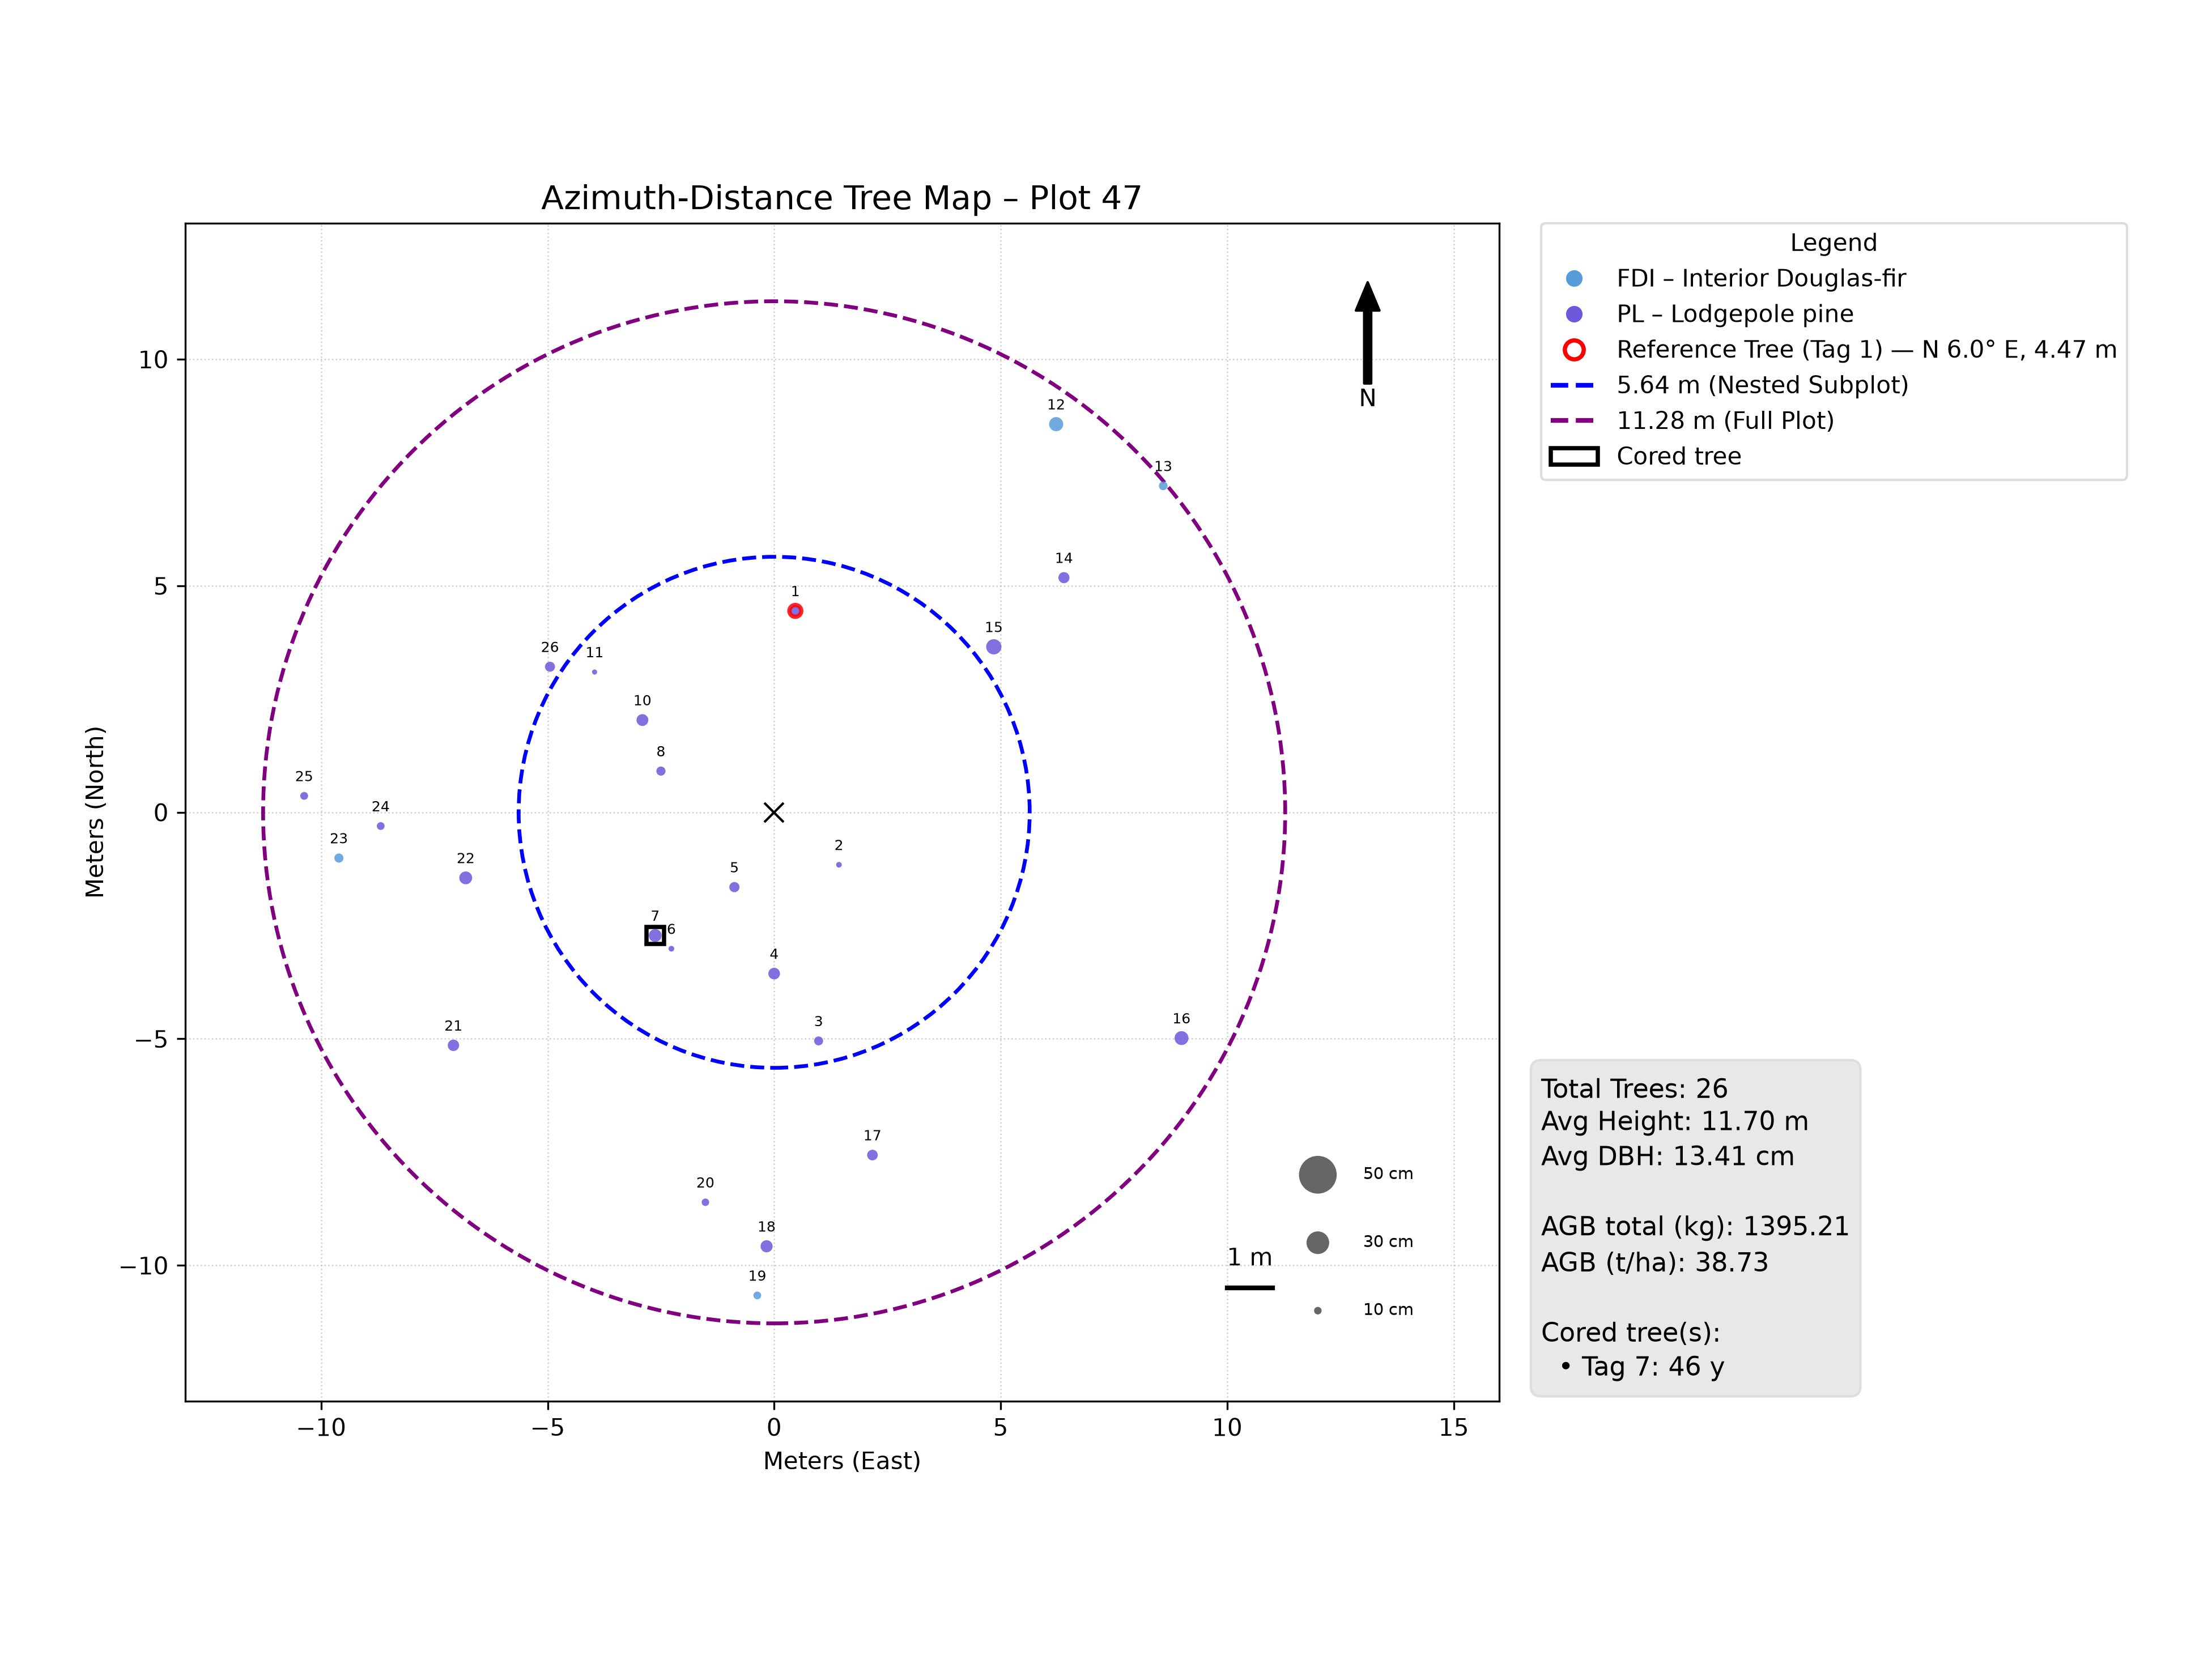 Azimuth-Distance Tree Map – Plot 47
Legend
FDI – Interior Douglas-fir
PL – Lodgepole pine
Reference Tree (Tag 1) — N 6.0° E, 4.47 m
5.64 m (Nested Subplot)
11.28 m (Full Plot)
Cored tree
N
12
13
14
1
15
26
11
10
8
25
24
23
22
2
5
7
6
4
3
21
16
17
20
18
19
50 cm
30 cm
10 cm
1 m
10
5
0
−5
−10
Meters (North)
−10
−5
0
5
10
15
Meters (East)
Total Trees: 26
Avg Height: 11.70 m
Avg DBH: 13.41 cm
AGB total (kg): 1395.21
AGB (t/ha): 38.73
Cored tree(s):
• Tag 7: 46 y